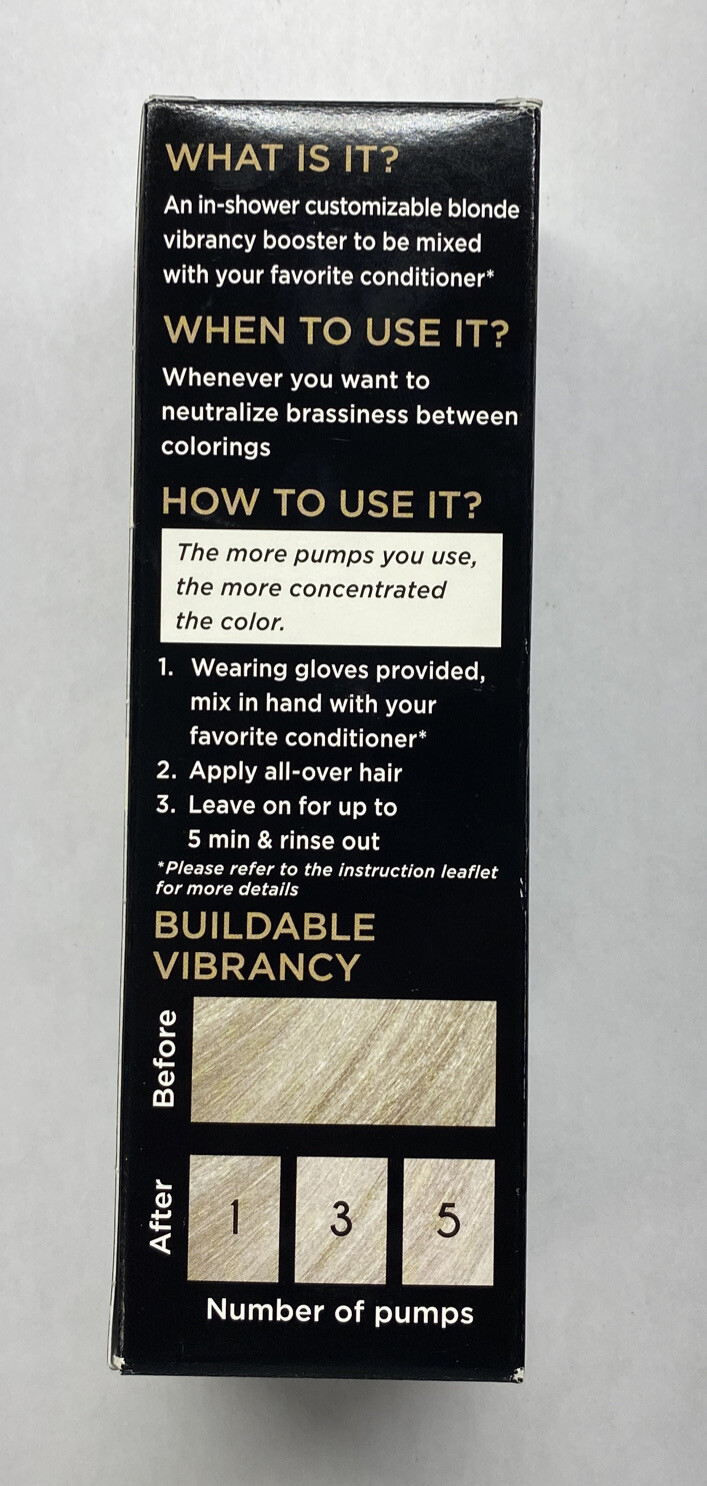 WHAT IS IT?
An in-shower customizable blonde
vibrancy booster to be mixed
with your favorite conditioner*
WHEN TO USE IT?
Whenever you want to
neutralize brassiness between
colorings
HOW TO USE IT?
The more pumps you use,
the more concentrated
the color.
1. Wearing gloves provided,
mix in hand with your
favorite conditioner*
2. Apply all-over hair
3. Leave on for up to
5 min & rinse out
*Please refer to the instruction leaflet
for more details
BUILDABLE
VIBRANCY
Before
After
1 3 5
Number of pumps